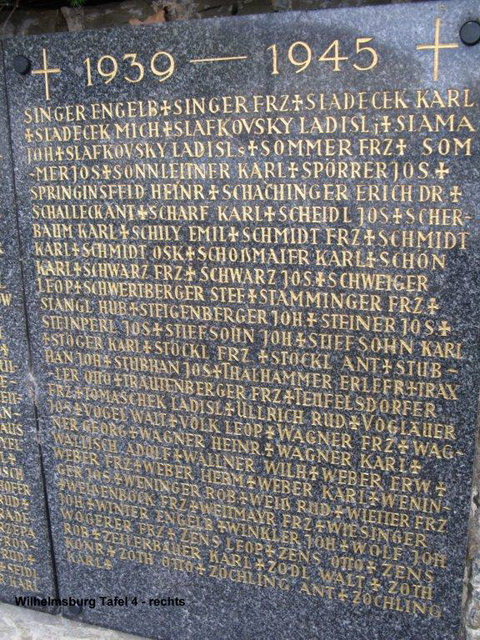 ✝ 1939 — 1945 ✝
SINGER ENGELB✝SINGER FRZ✝SLADECEK KARL
✝SLADECEK MICH✝SLAFKOVSKY LADISL j✝SLAMA
JOH✝SLAFKOVSKY LADISL s✝SOMMER FRZ✝SOM
-MER JOS✝SONNLEITNER KARL✝SPÖRRER JOS✝
SPRINGINSFELD HEINR✝SCHACHINGER ERICH DR✝
SCHALLECK ANT✝SCHARF KARL✝SCHEIDL JOS✝SCHER-
BAUM KARL✝SCHILY EMIL✝SCHMIDT FRZ✝SCHMIDT
KARL✝SCHMIDT OSK✝SCHOßMAIER KARL✝SCHÖN
KARL✝SCHWARZ FRZ✝SCHWARZ JOS✝SCHWEIGER
LEOP✝SCHWERTBERGER STEF✝STAMMINGER FRZ✝
STANGL HUB✝STEIGENBERGER JOH✝STEINER JOS✝
STEINPERL JOS✝STIEFSOHN JOH✝STIEFSOHN KARL
✝STÖGER KARL✝STÖCKL FRZ✝STÖCKL ANT✝STUB-
HAN JOH✝STUBHAN JOS✝THALHAMMER ERLEFR✝TRAX
LER OTTO✝TRAUTENBERGER FRZ✝TEUFELSDORFER
FRZ✝TOMASCHEK LADISL✝ULLRICH RUD✝VOGLAUER
JOS✝VOGEL WALT✝VOLK LEOP✝WAGNER FRZ✝WAG-
NER GEORG✝WAGNER HEINR✝WAGNER KARL✝
WALLISCH ADOLF✝WALLNER WILH✝WEBER ERW✝
WEBER FRZ✝WEBER HERM✝WEBER KARL✝WENIN-
GER JOS✝WENINGER ROB✝WEIß RUD✝WIETTER FRZ
✝WEISSENBÖCK FRZ✝WEITMAYR FRZ✝WIESINGER
JOH✝WINTER ENGELB✝WINKLER JOH✝WOLF JOH
✝WÖGERER FRZ✝ZENS LEOP✝ZENS OTTO✝ZENS
ROB✝ZEILERBAUER KARL✝ZÖDL WALT✝ZOTH
KONR✝ZOTH OTTO✝ZÖCHLING ANT✝ZÖCHLING
KARL✝
Wilhelmsburg Tafel 4 - rechts